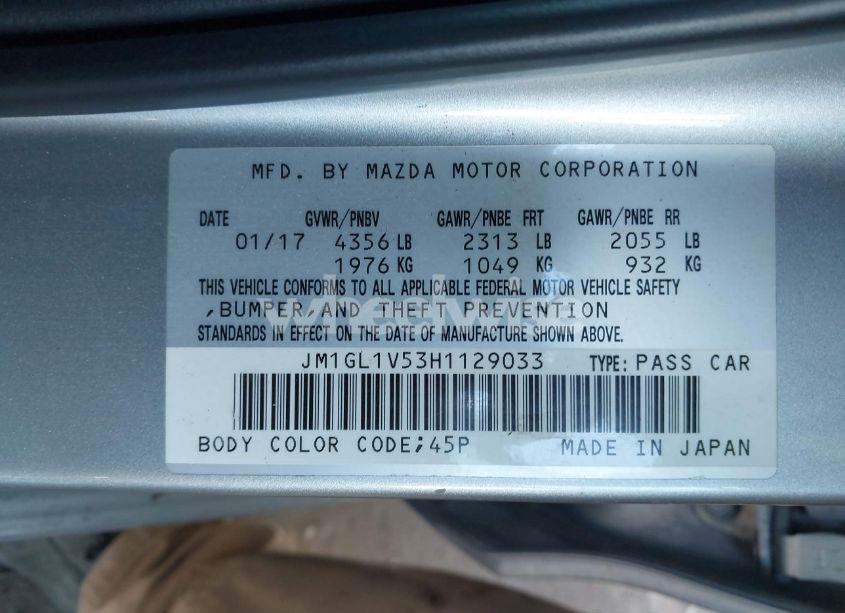 MFD. BY MAZDA MOTOR CORPORATION
DATE GVWR/PNBV GAWR/PNBE FRT GAWR/PNBE RR
01/17 4356 LB 2313 LB 2055 LB
1976 KG 1049 KG 932 KG
THIS VEHICLE CONFORMS TO ALL APPLICABLE FEDERAL MOTOR VEHICLE SAFETY
,BUMPER,AND THEFT PREVENTION
STANDARDS IN EFFECT ON THE DATE OF MANUFACTURE SHOWN ABOVE.
JM1GL1V53H1129033 TYPE: PASS CAR
BODY COLOR CODE;45P MADE IN JAPAN